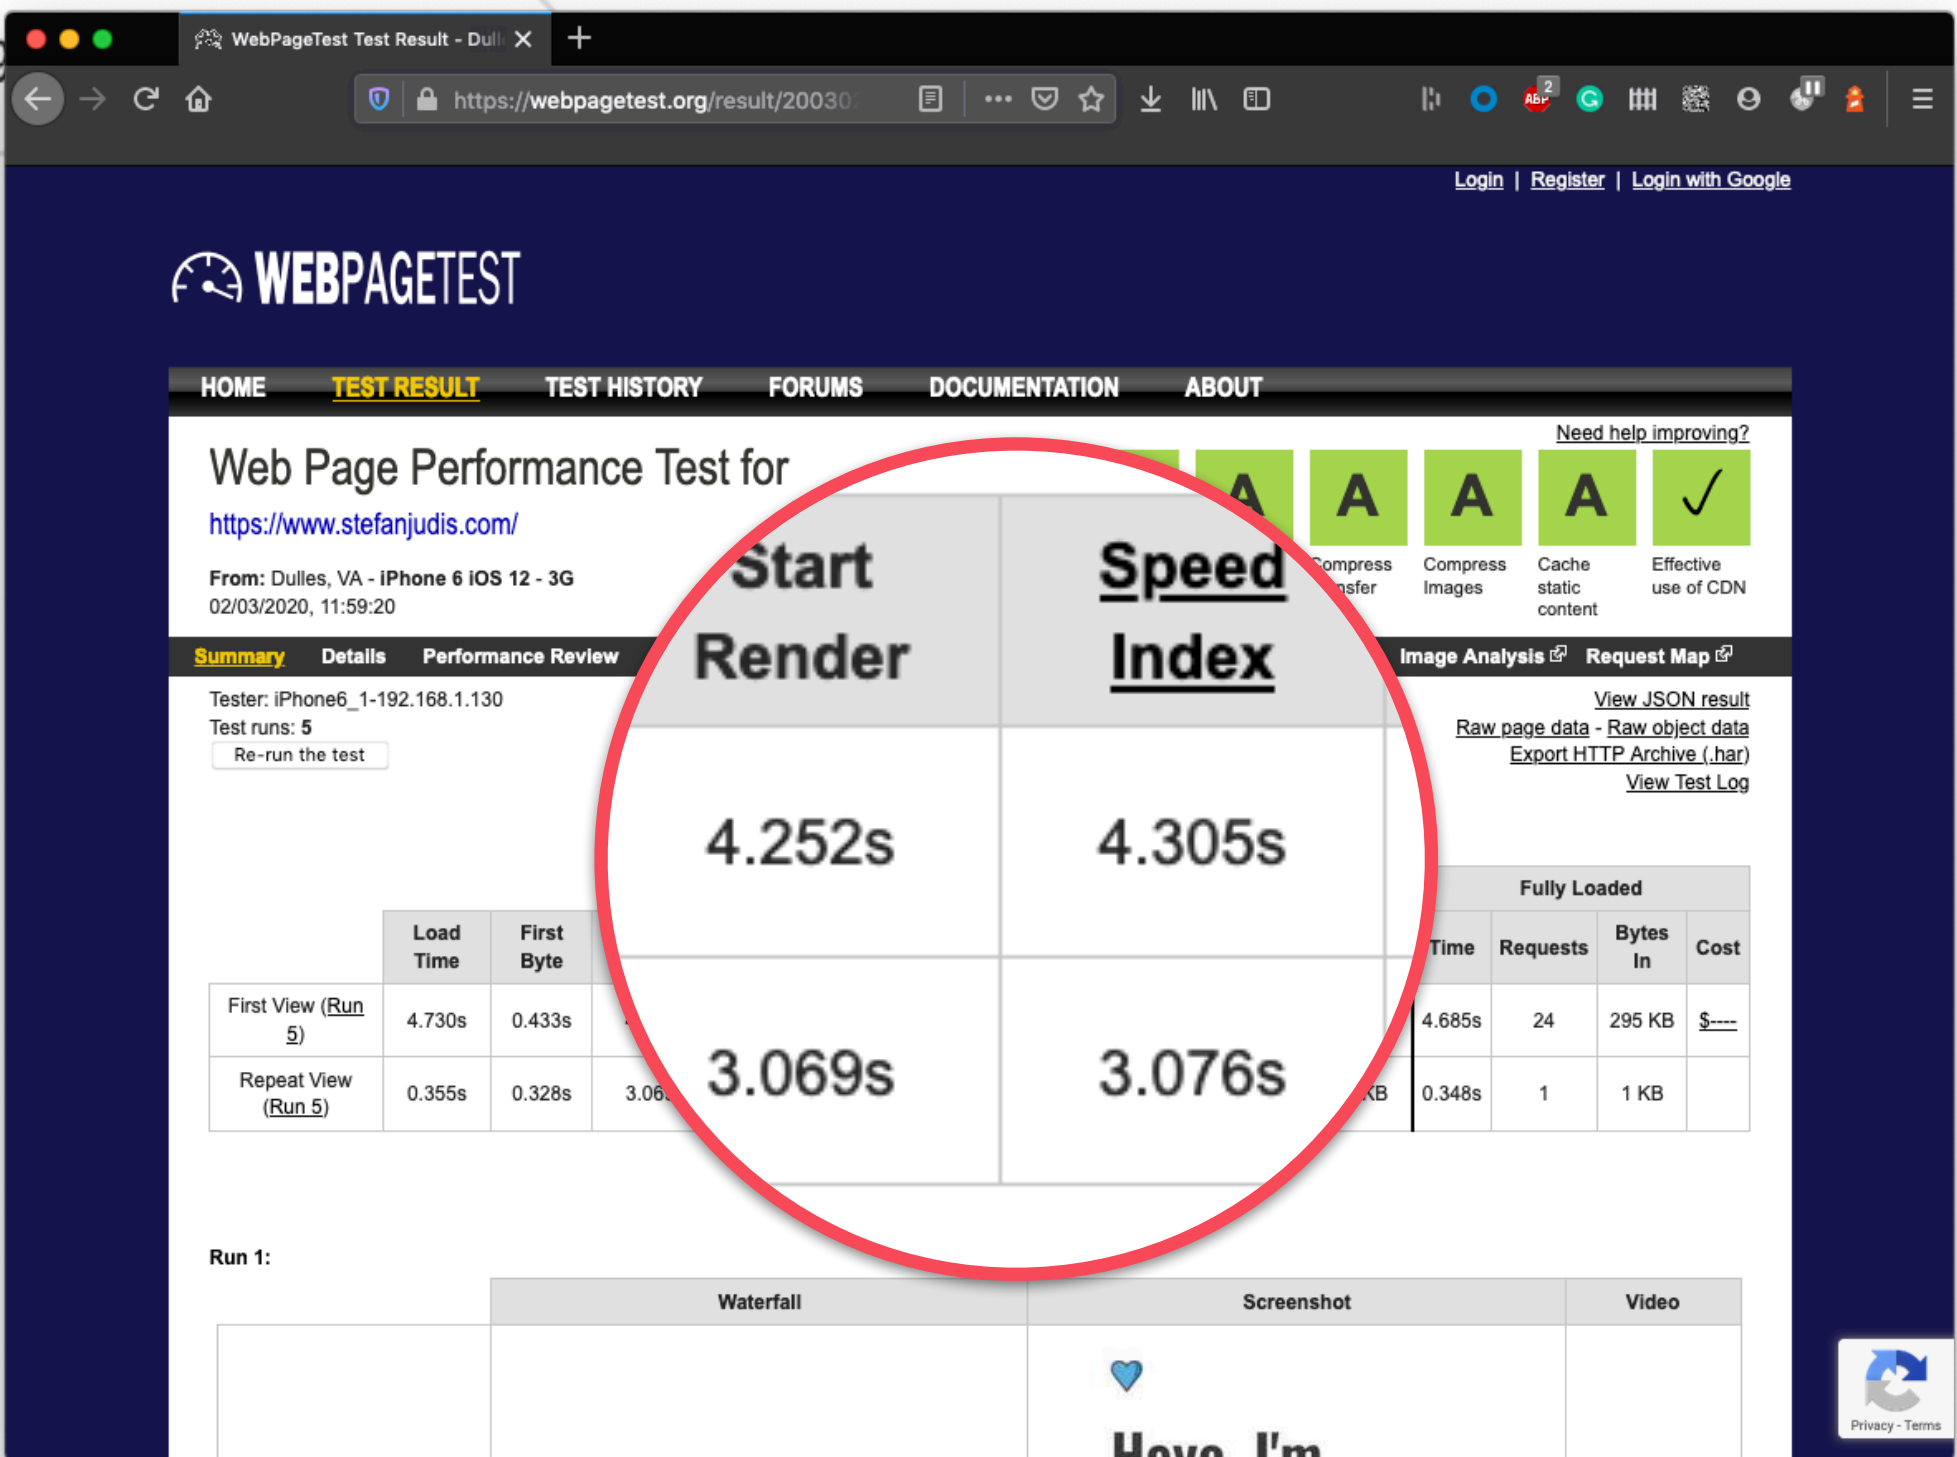 WebPageTest Test Result - Dull
https://webpagetest.org/result/20030
ABP
2
Login | Register | Login with Google
WEBPAGETEST
HOME TEST RESULT TEST HISTORY FORUMS DOCUMENTATION ABOUT
Need help improving?
Web Page Performance Test for
https://www.stefanjudis.com/
From: Dulles, VA - iPhone 6 iOS 12 - 3G
02/03/2020, 11:59:20
A A A A ✓
Compress Images
Cache static content
Effective use of CDN
Summary Details Performance Review Image Analysis Request Map
Tester: iPhone6_1-192.168.1.130
Test runs: 5
Re-run the test
View JSON result
Raw page data - Raw object data
Export HTTP Archive (.har)
View Test Log
Start Render Speed Index
4.252s 4.305s
3.069s 3.076s
Fully Loaded
Load Time First Byte Time Requests Bytes In Cost
First View (Run 5) 4.730s 0.433s 4.685s 24 295 KB $----
Repeat View (Run 5) 0.355s 0.328s 3.06 KB 0.348s 1 1 KB
Run 1:
Waterfall Screenshot Video
Privacy - Terms